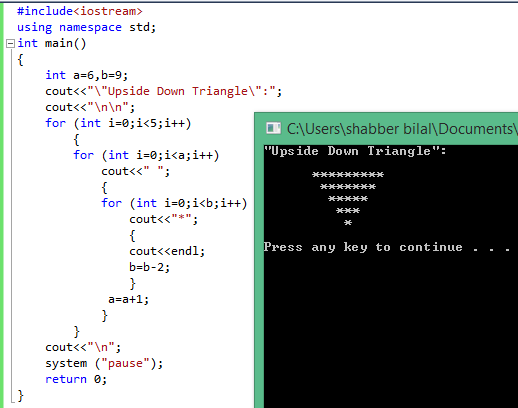 #include<iostream>
using namespace std;
int main()
{
int a=6,b=9;
cout<<"\"Upside Down Triangle\":";
cout<<"\n\n";
for (int i=0;i<5;i++)
{
for (int i=0;i<a;i++)
cout<<" ";
{
for (int i=0;i<b;i++)
cout<<"*";
{
cout<<endl;
b=b-2;
}
a=a+1;
}
}
cout<<"\n";
system ("pause");
return 0;
}
C:\Users\shabber bilal\Documents\
"Upside Down Triangle":
*********
*******
*****
***
*
Press any key to continue . . .